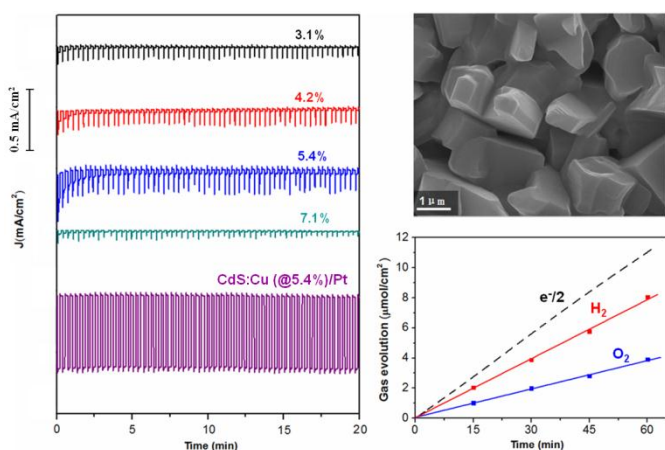 3.1%
4.2%
0.5 mA/cm²
5.4%
J(mA/cm²)
7.1%
CdS:Cu (@5.4%)/Pt
0 5 10 15 20
Time (min)
1 μm
12
10
8
6
4
2
0
Gas evolution (μmol/cm²)
e⁻/2
H₂
O₂
0 15 30 45 60
Time (min)